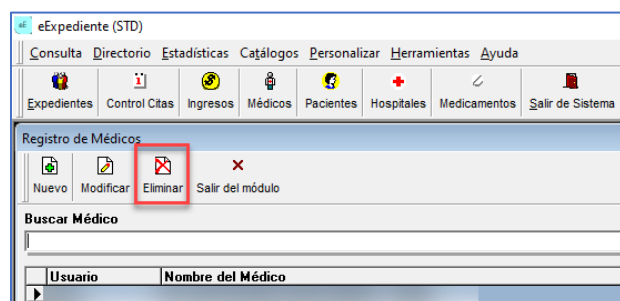 eExpediente (STD)
Consulta Directorio Estadísticas Catálogos Personalizar Herramientas Ayuda
Expedientes Control Citas Ingresos Médicos Pacientes Hospitales Medicamentos Salir de Sistema
Registro de Médicos
Nuevo Modificar Eliminar Salir del módulo
Buscar Médico
Usuario Nombre del Médico